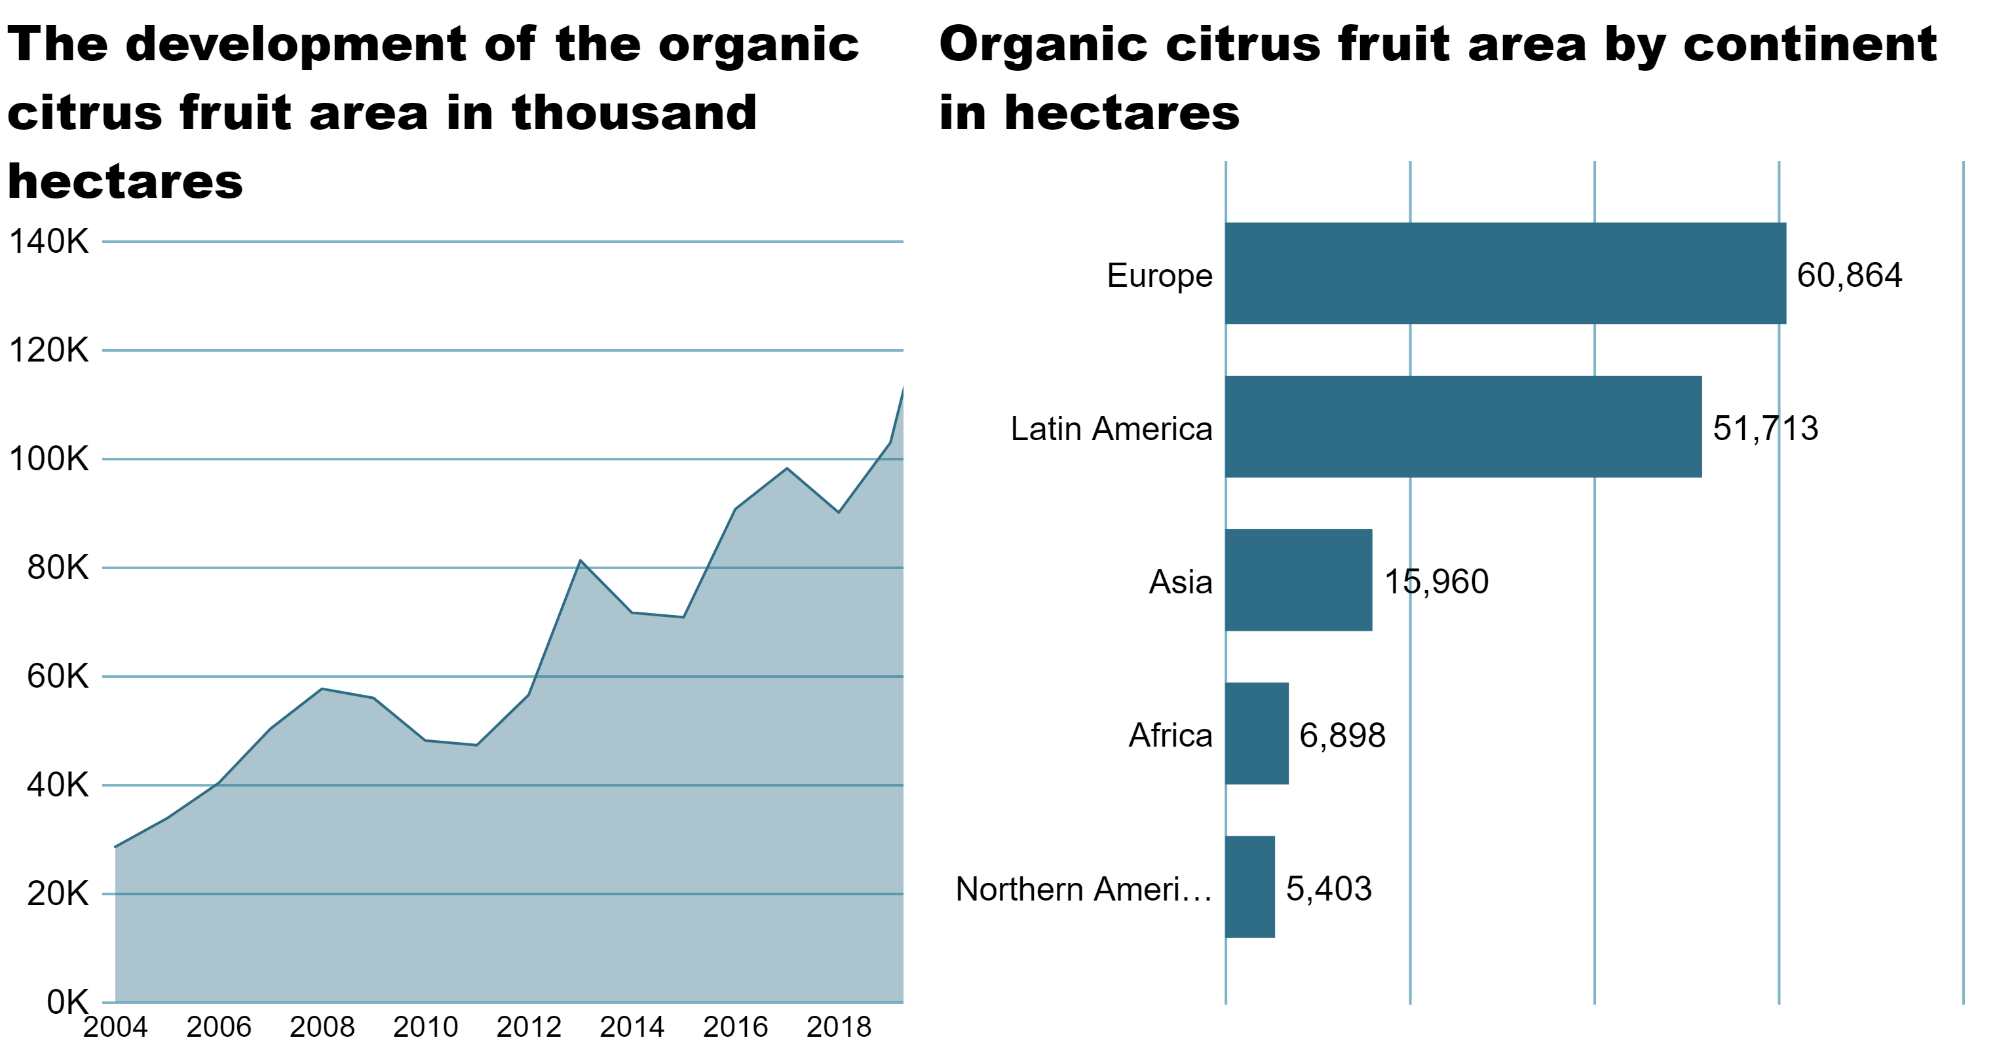 The development of the organic
citrus fruit area in thousand
hectares
140K
120K
100K
80K
60K
40K
20K
0K
2004 2006 2008 2010 2012 2014 2016 2018
Organic citrus fruit area by continent
in hectares
Europe 60,864
Latin America 51,713
Asia 15,960
Africa 6,898
Northern Ameri… 5,403